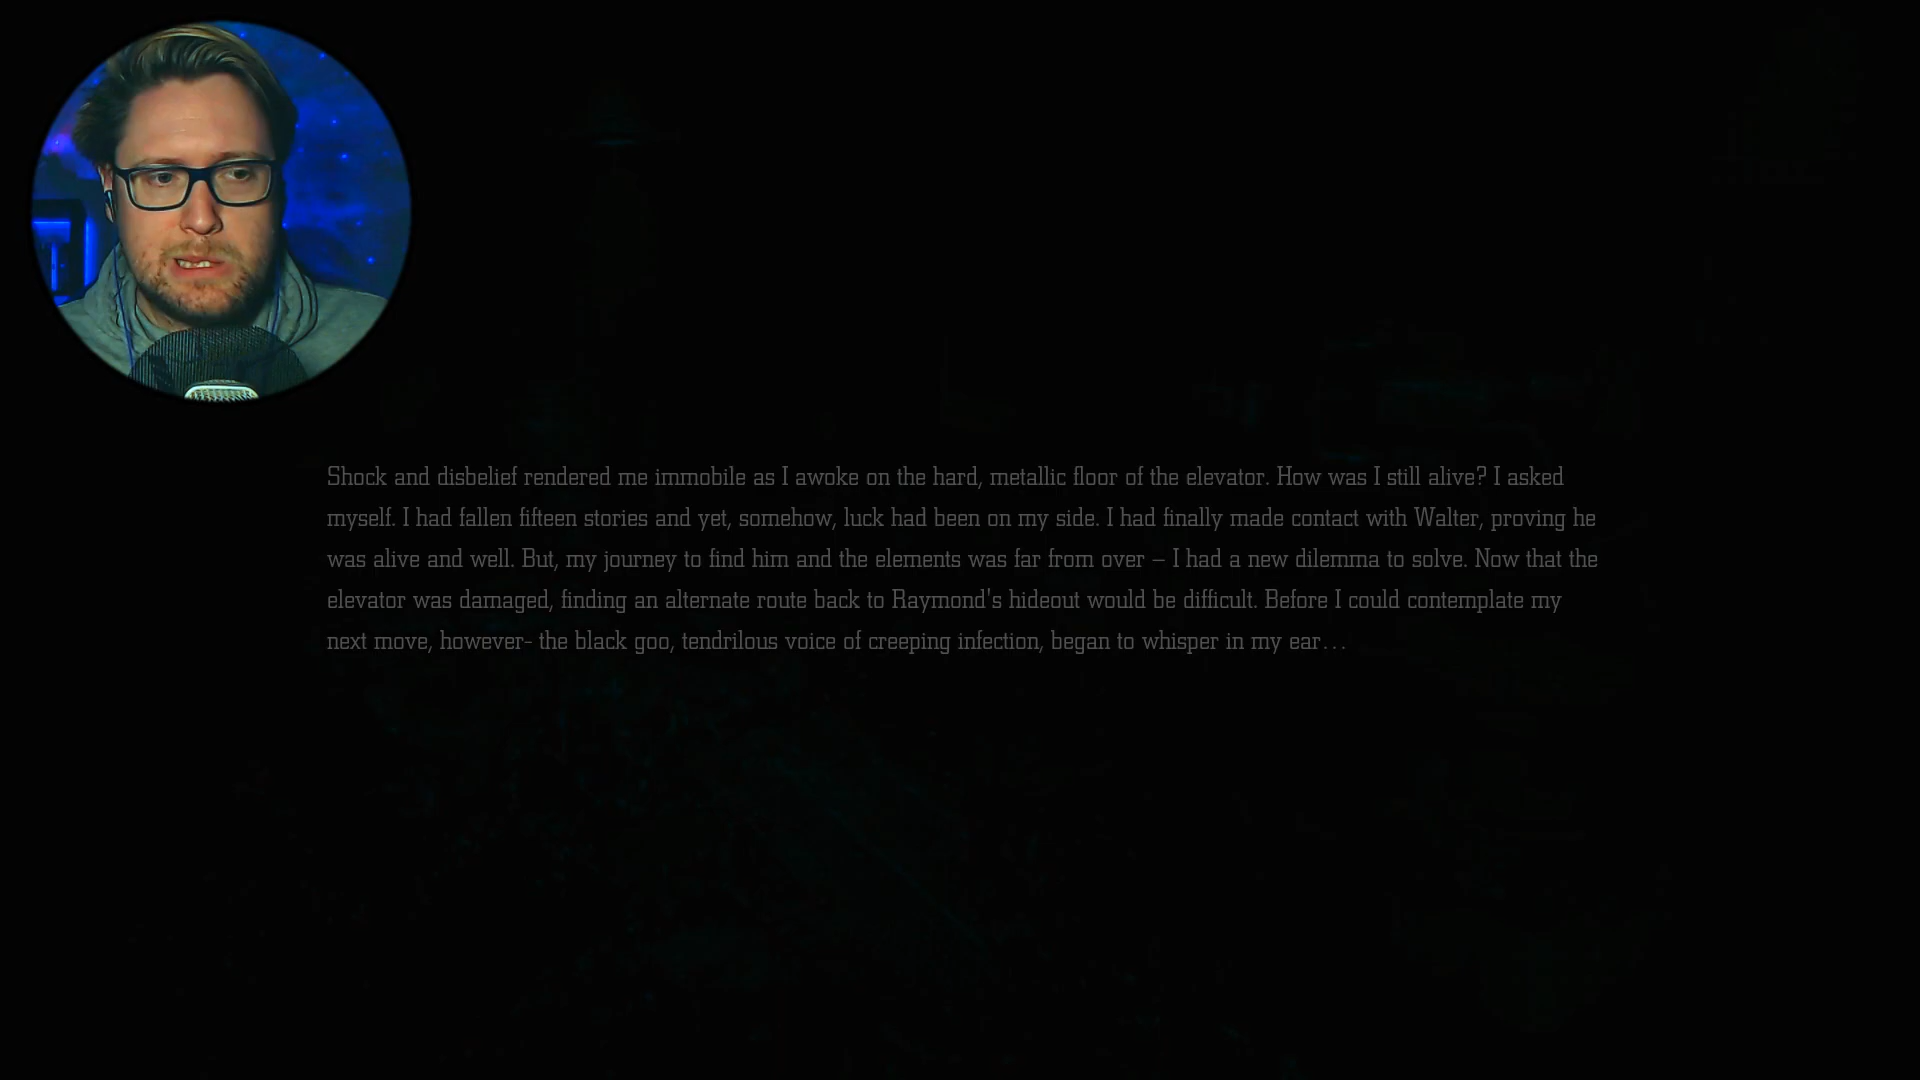 Shock and disbelief rendered me immobile as I awoke on the hard, metallic floor of the elevator. How was I still alive? I asked
myself. I had fallen fifteen stories and yet, somehow, luck had been on my side. I had finally made contact with Walter, proving he
was alive and well. But, my journey to find him and the elements was far from over – I had a new dilemma to solve. Now that the
elevator was damaged, finding an alternate route back to Raymond's hideout would be difficult. Before I could contemplate my
next move, however- the black goo, tendrilous voice of creeping infection, began to whisper in my ear...